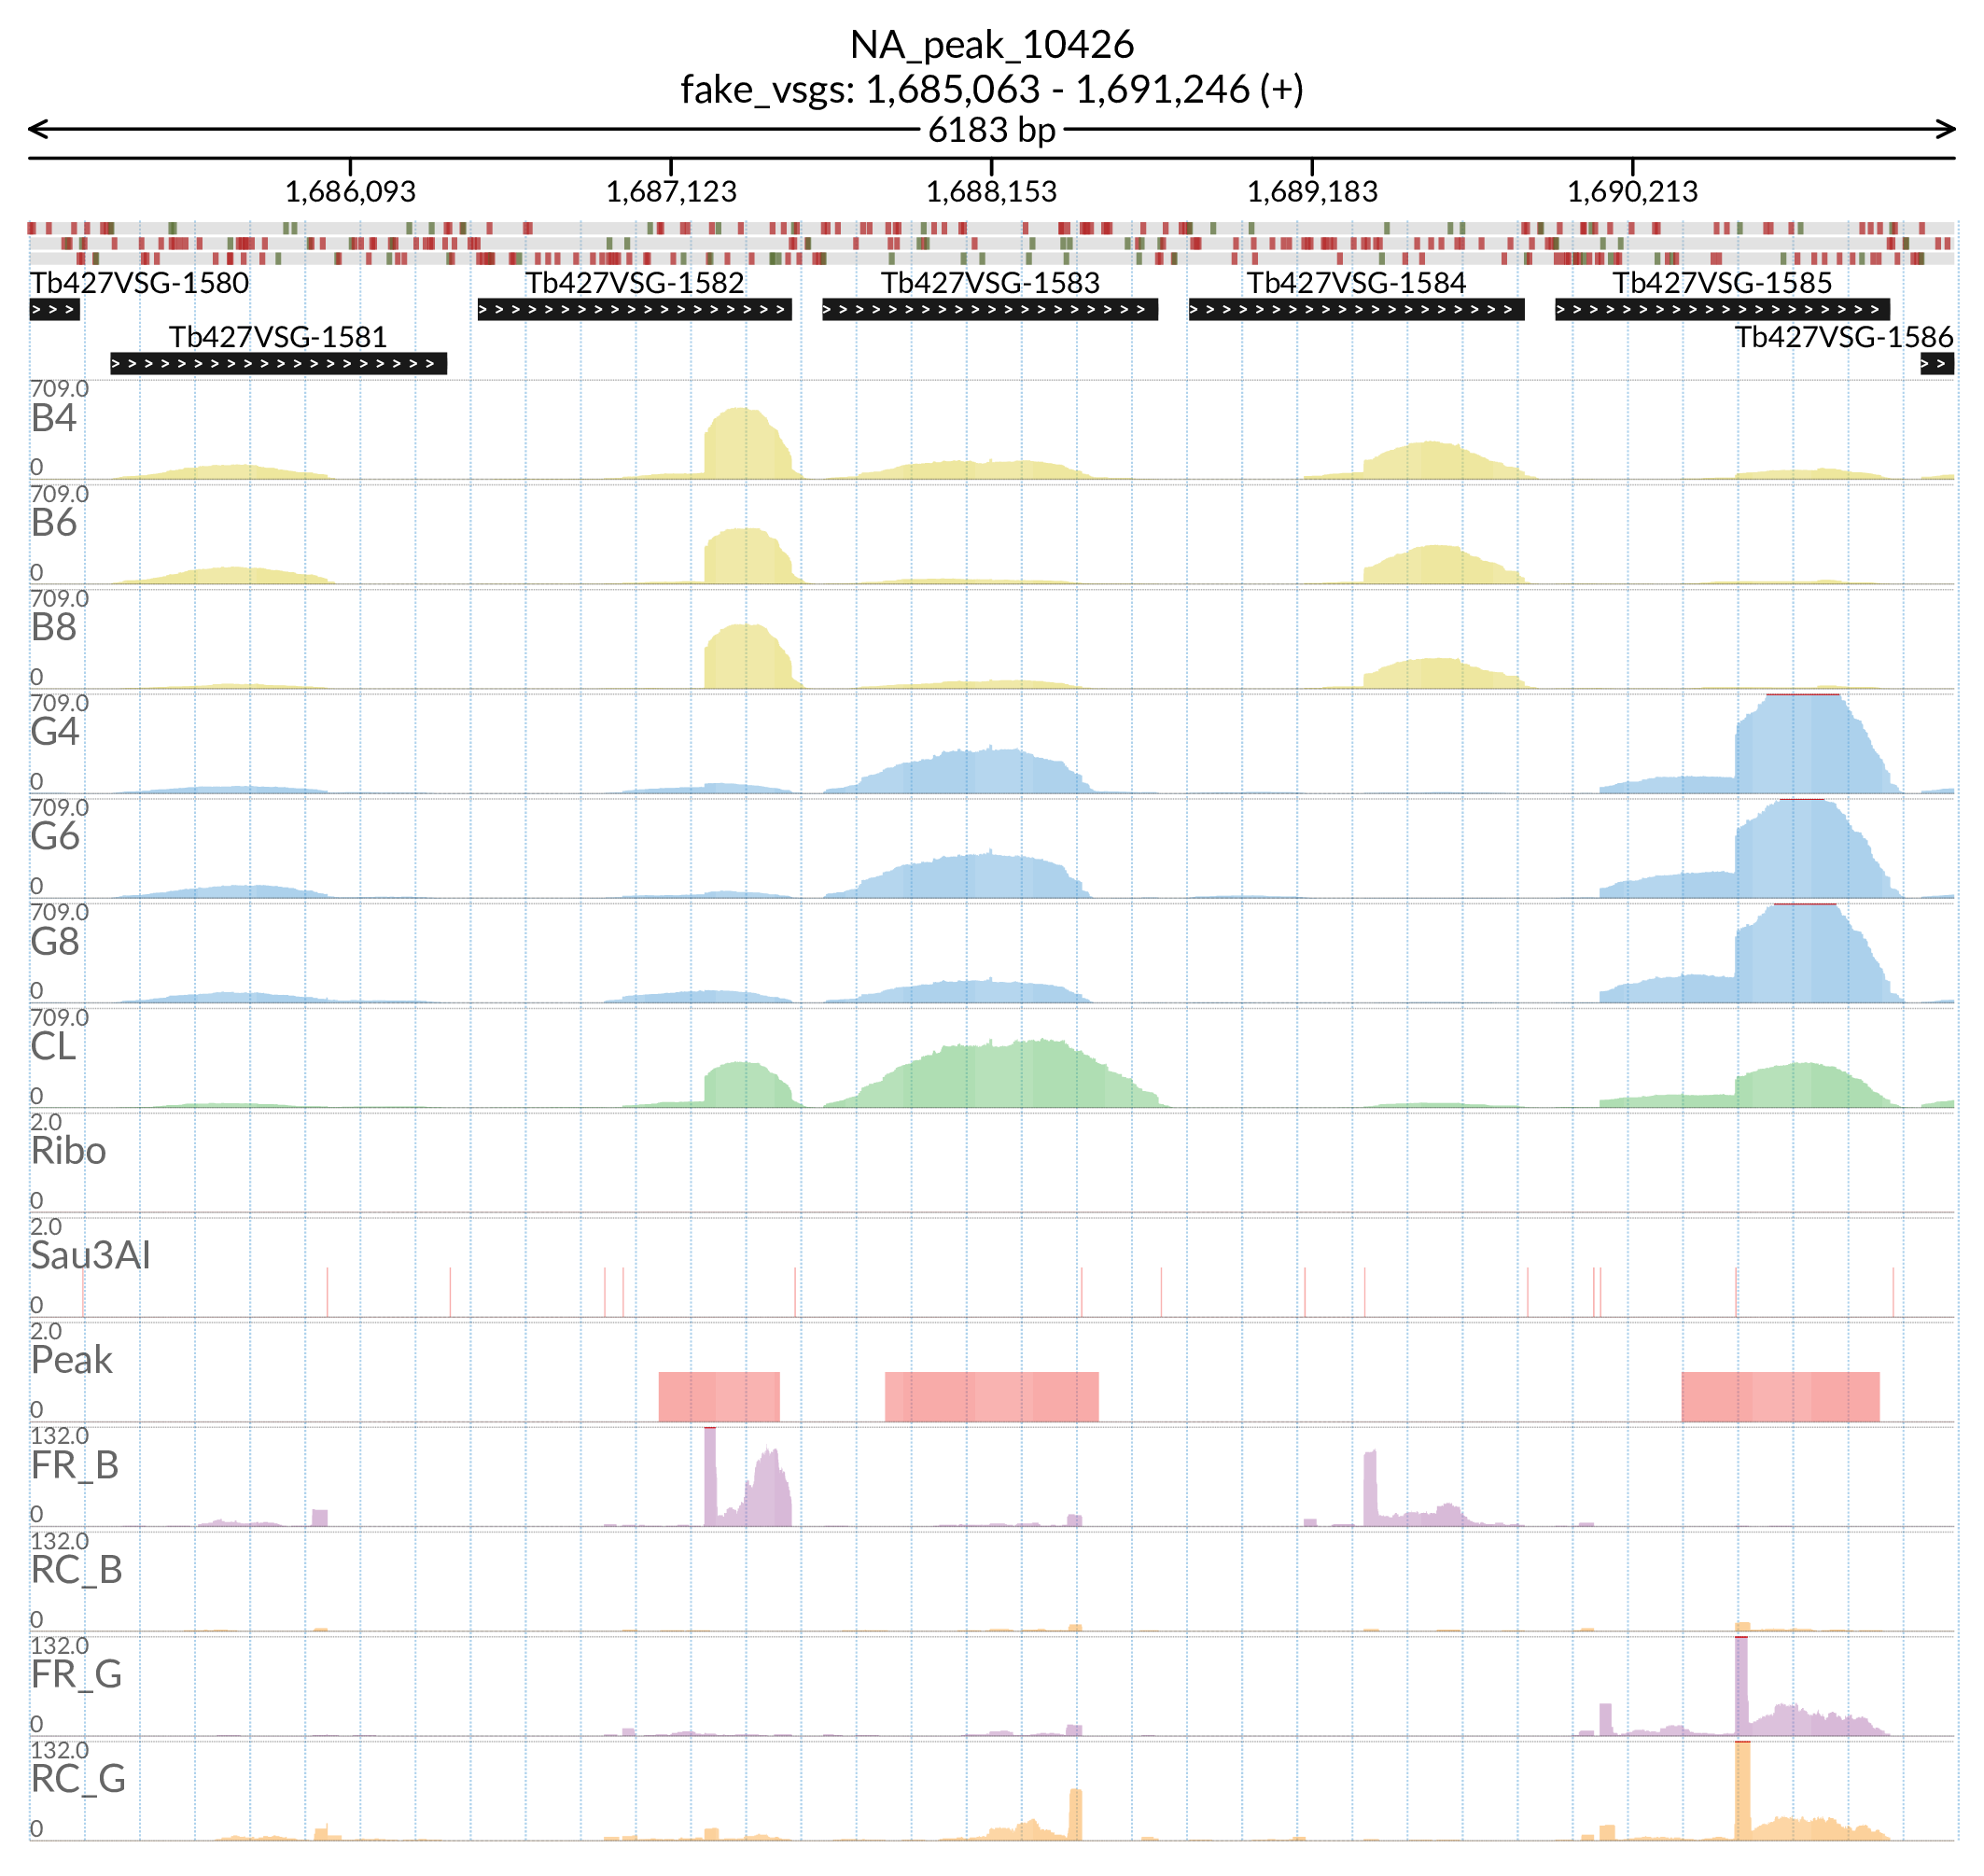 NA_peak_10426
fake_vsgs: 1,685,063 - 1,691,246 (+)
6183 bp
1,686,093 1,687,123 1,688,153 1,689,183 1,690,213
Tb427VSG-1580 Tb427VSG-1582 Tb427VSG-1583 Tb427VSG-1584 Tb427VSG-1585
Tb427VSG-1581 Tb427VSG-1586
709.0
B4
0
709.0
B6
0
709.0
B8
0
709.0
G4
0
709.0
G6
0
709.0
G8
0
709.0
CL
0
2.0
Ribo
0
2.0
Sau3AI
0
2.0
Peak
0
132.0
FR_B
0
132.0
RC_B
0
132.0
FR_G
0
132.0
RC_G
0